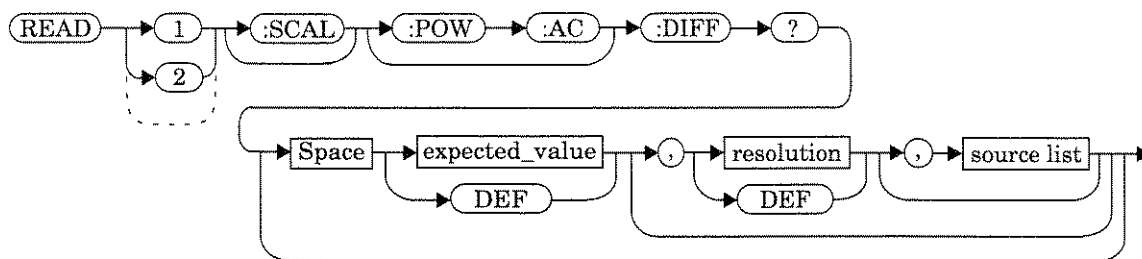 READ 1 :SCAL :POW :AC :DIFF ?
2
Space expected_value , resolution , source list
DEF DEF